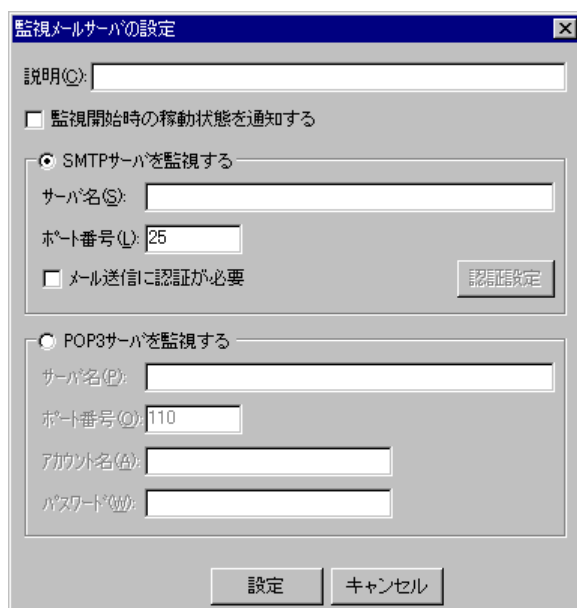 監視メールサーバの設定
説明(C):
監視開始時の稼動状態を通知する
SMTPサーバを監視する
サーバ名(S):
ポート番号(L): 25
メール送信に認証が必要 認証設定
POP3サーバを監視する
サーバ名(P):
ポート番号(O): 110
アカウント名(A):
パスワード(W):
設定 キャンセル